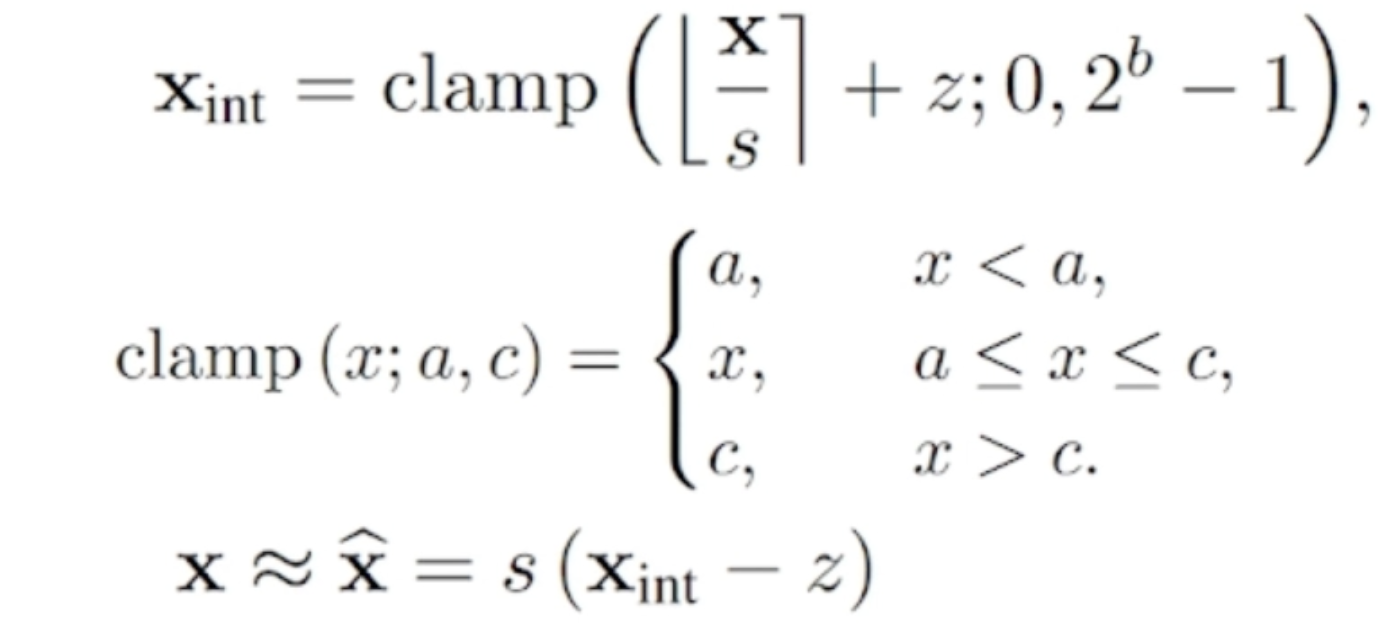 x_int = clamp (⌊x/s⌉ + z; 0, 2^b − 1),
clamp (x; a, c) = { a, x < a,
x, a ≤ x ≤ c,
c, x > c.
x ≈ x̂ = s (x_int − z)